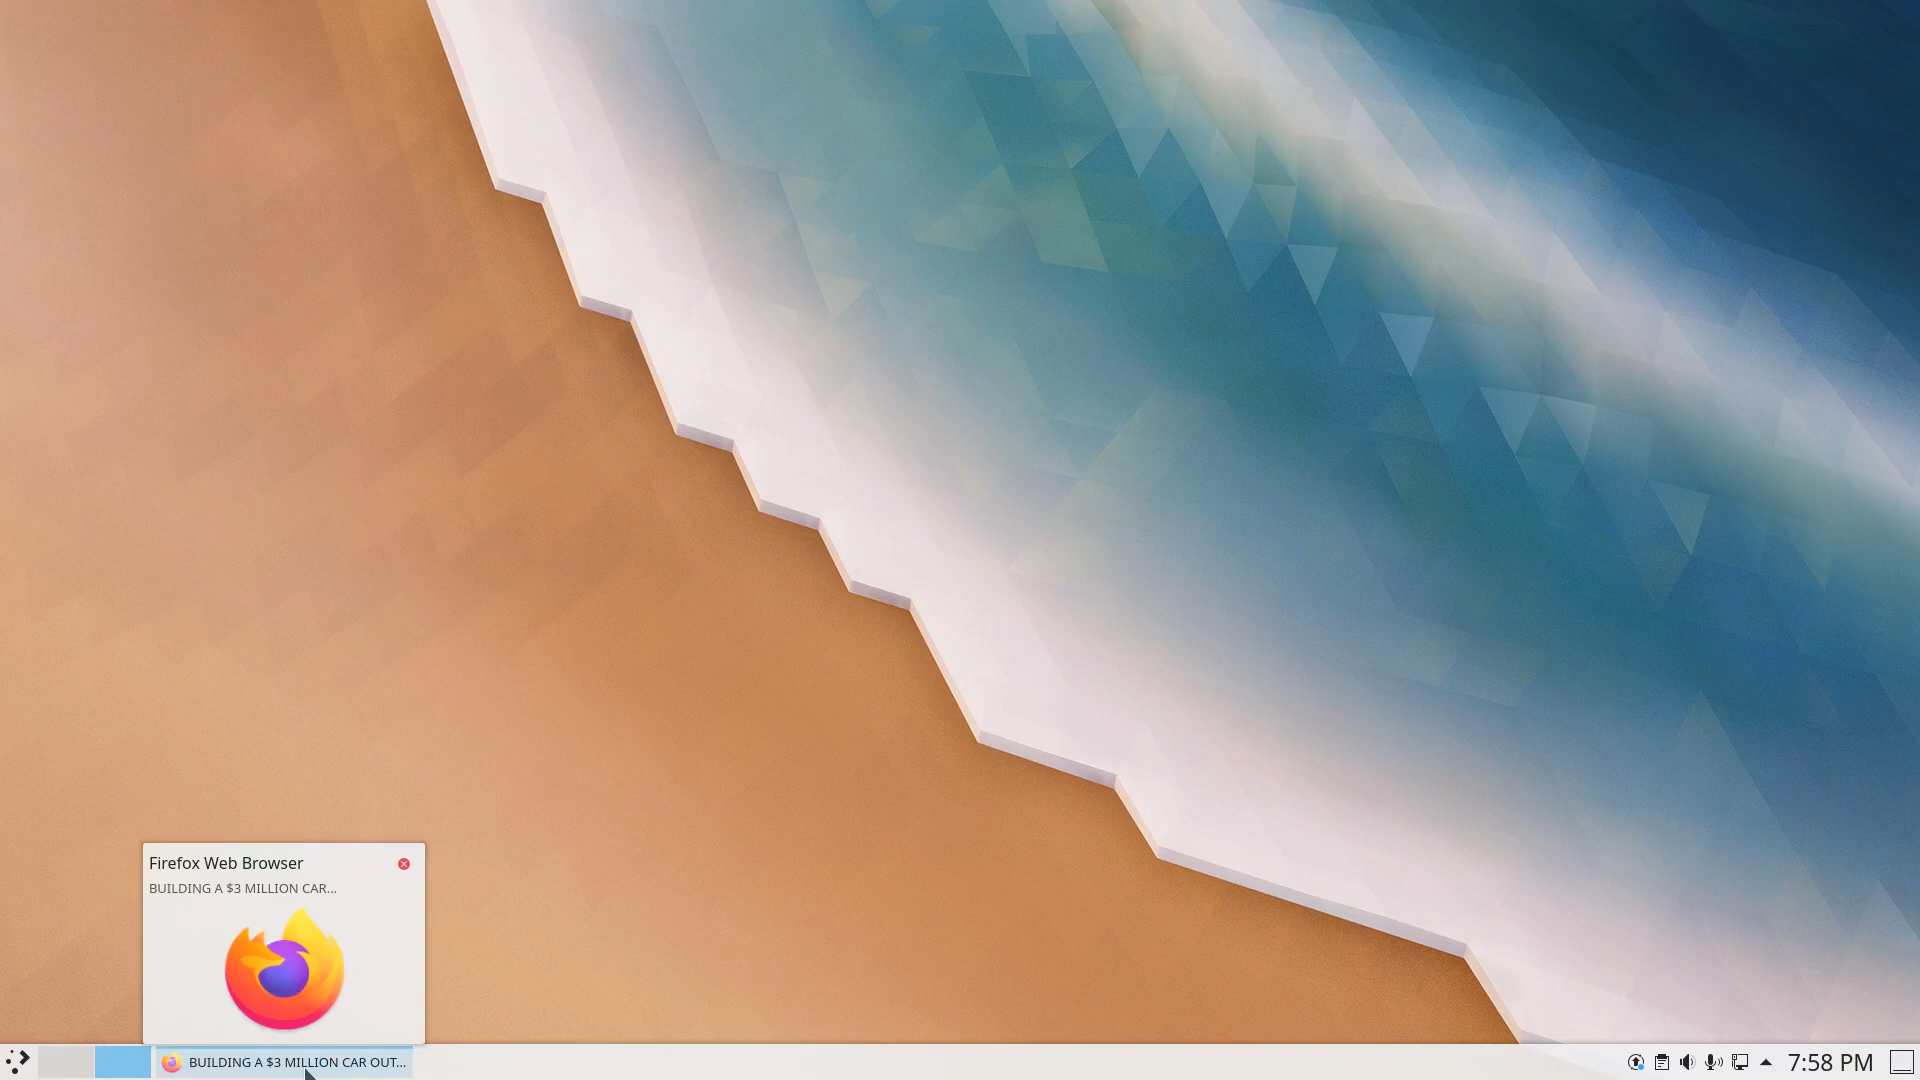 Firefox Web Browser
BUILDING A $3 MILLION CAR...
BUILDING A $3 MILLION CAR OUT...
7:58 PM